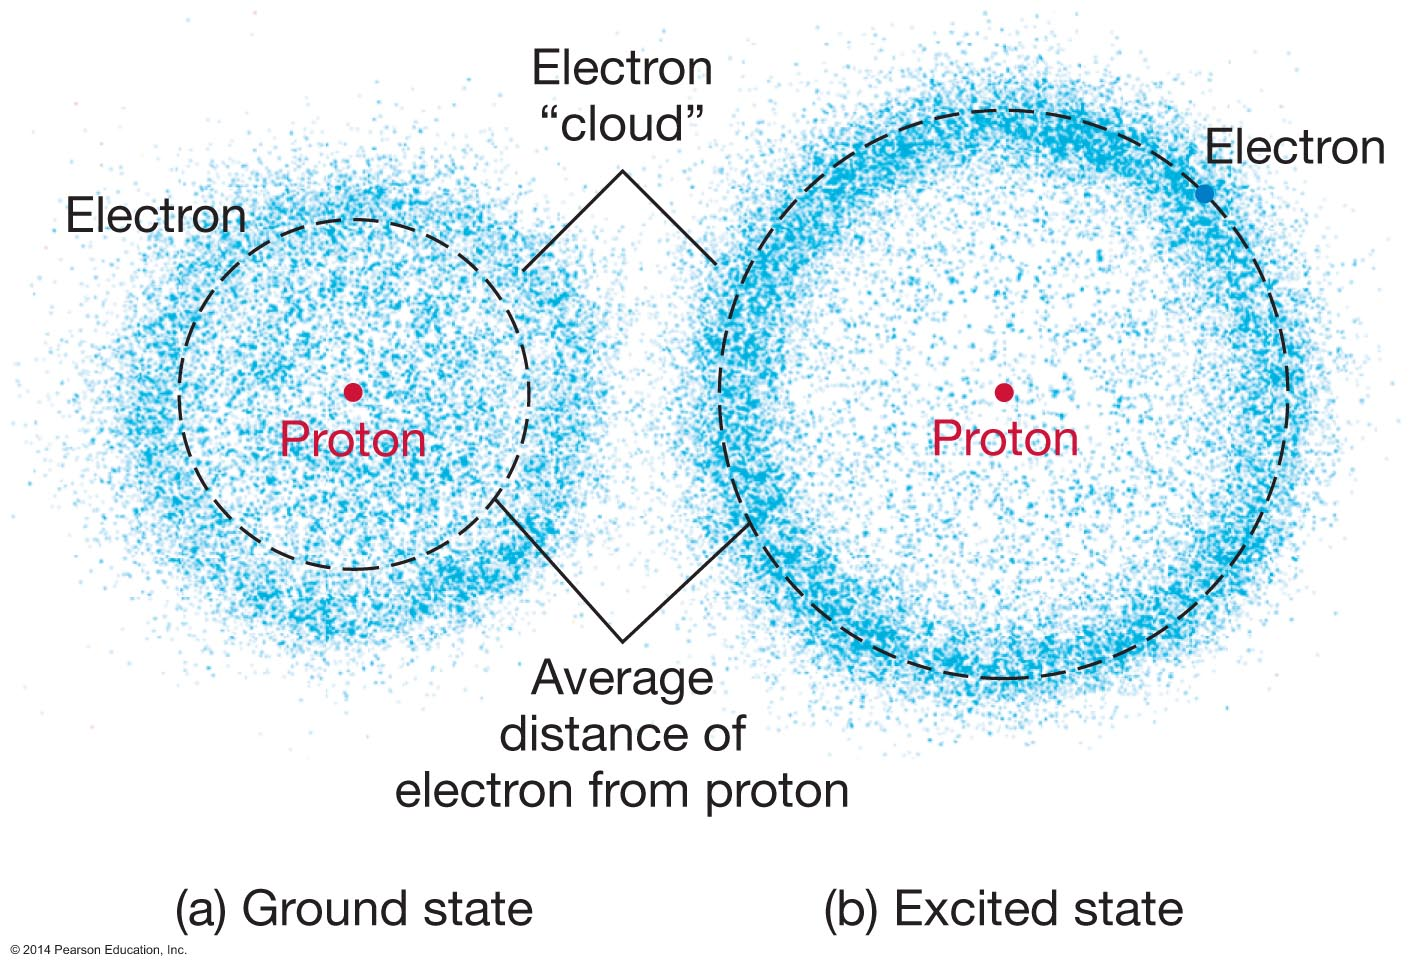 Electron
“cloud”
Electron
Electron
Proton
Proton
Average
distance of
electron from proton
(a) Ground state
(b) Excited state
© 2014 Pearson Education, Inc.